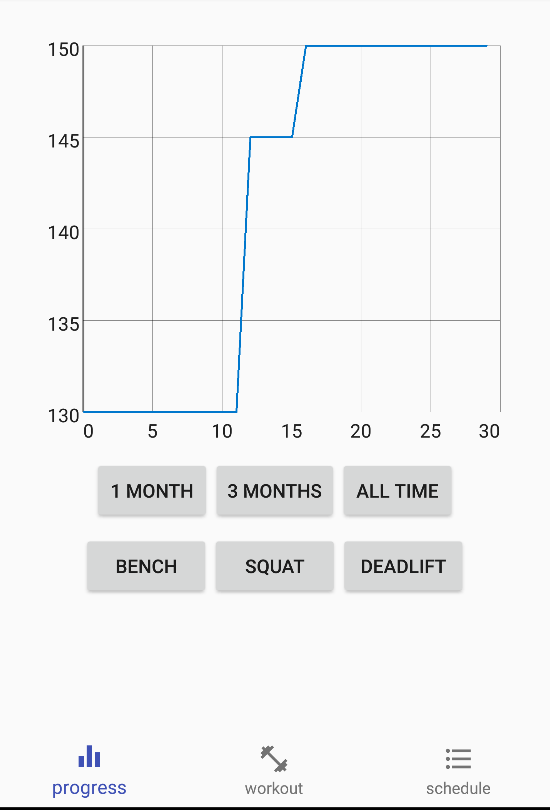 150
145
140
135
130
0 5 10 15 20 25 30
1 MONTH 3 MONTHS ALL TIME
BENCH SQUAT DEADLIFT
progress workout schedule